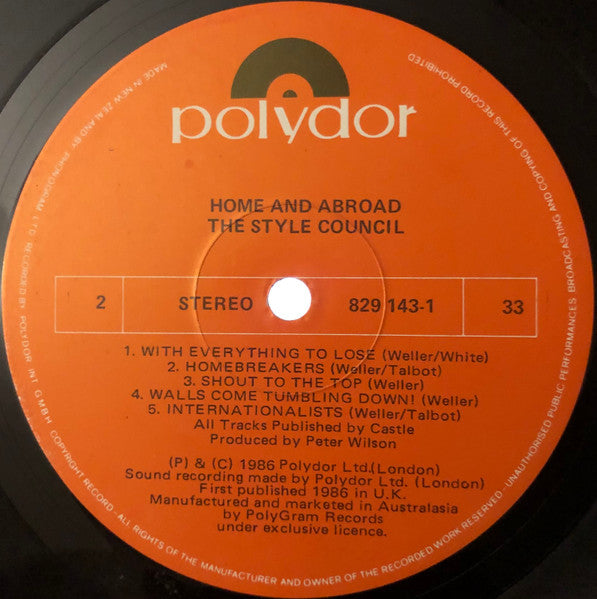 polydor
HOME AND ABROAD
THE STYLE COUNCIL
2 STEREO 829 143-1 33
1. WITH EVERYTHING TO LOSE (Weller/White)
2. HOMEBREAKERS (Weller/Talbot)
3. SHOUT TO THE TOP (Weller)
4. WALLS COME TUMBLING DOWN! (Weller)
5. INTERNATIONALISTS (Weller/Talbot)
All Tracks Published by Castle
Produced by Peter Wilson
(P) & (C) 1986 Polydor Ltd.(London)
Sound recording made by Polydor Ltd. (London)
First published 1986 in U.K.
Manufactured and marketed in Australasia
by PolyGram Records
under exclusive licence.
MADE IN NEW ZEALAND BY PHONOGRAM LTD RECORDED BY POLYDOR INT GMBH COPYRIGHT RECORD - ALL RIGHTS OF THE MANUFACTURER AND OWNER OF THE RECORDED WORK RESERVED - UNAUTHORISED PUBLIC PERFORMANCES BROADCASTING AND COPYING OF THIS RECORD PROHIBITED